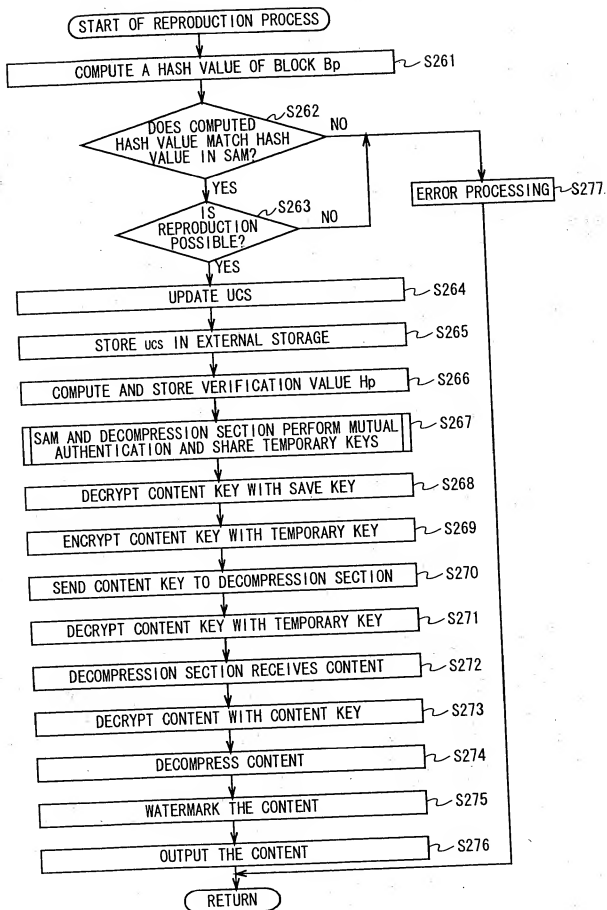 START OF REPRODUCTION PROCESS
COMPUTE A HASH VALUE OF BLOCK Bp
S261
DOES COMPUTED
HASH VALUE MATCH HASH
VALUE IN SAM?
S262
NO
YES
IS
REPRODUCTION
POSSIBLE?
S263
NO
YES
ERROR PROCESSING
S277
UPDATE UCS
S264
STORE ucs IN EXTERNAL STORAGE
S265
COMPUTE AND STORE VERIFICATION VALUE Hp
S266
SAM AND DECOMPRESSION SECTION PERFORM MUTUAL
AUTHENTICATION AND SHARE TEMPORARY KEYS
S267
DECRYPT CONTENT KEY WITH SAVE KEY
S268
ENCRYPT CONTENT KEY WITH TEMPORARY KEY
S269
SEND CONTENT KEY TO DECOMPRESSION SECTION
S270
DECRYPT CONTENT KEY WITH TEMPORARY KEY
S271
DECOMPRESSION SECTION RECEIVES CONTENT
S272
DECRYPT CONTENT WITH CONTENT KEY
S273
DECOMPRESS CONTENT
S274
WATERMARK THE CONTENT
S275
OUTPUT THE CONTENT
S276
RETURN